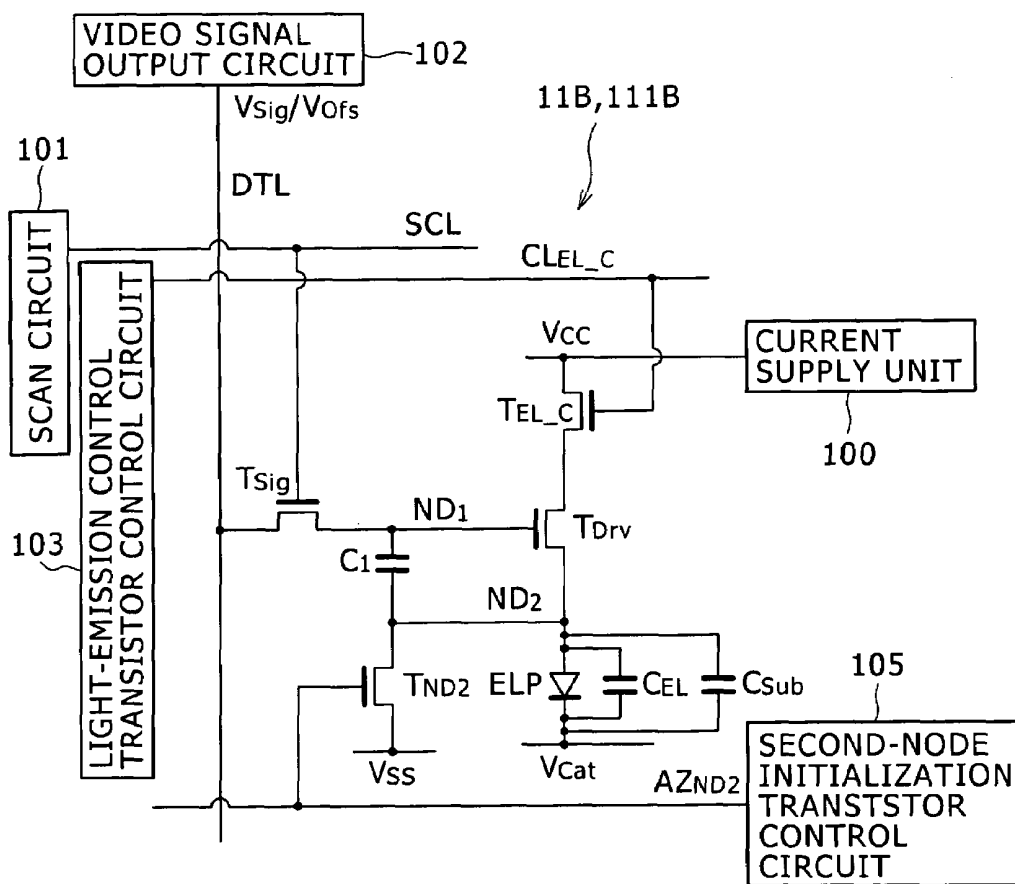 VIDEO SIGNAL
OUTPUT CIRCUIT
102
VSig/VOfs
11B,111B
101
DTL
SCL
SCAN CIRCUIT
CLEL_C
LIGHT-EMISSION CONTROL
TRANSISTOR CONTROL CIRCUIT
VCC
CURRENT
SUPPLY UNIT
TEL_C
100
TSig
ND1
TDrv
103
C1
ND2
TND2
ELP
CEL
CSub
105
VSS
VCat
AZND2
SECOND-NODE
INITIALIZATION
TRANSTSTOR
CONTROL
CIRCUIT